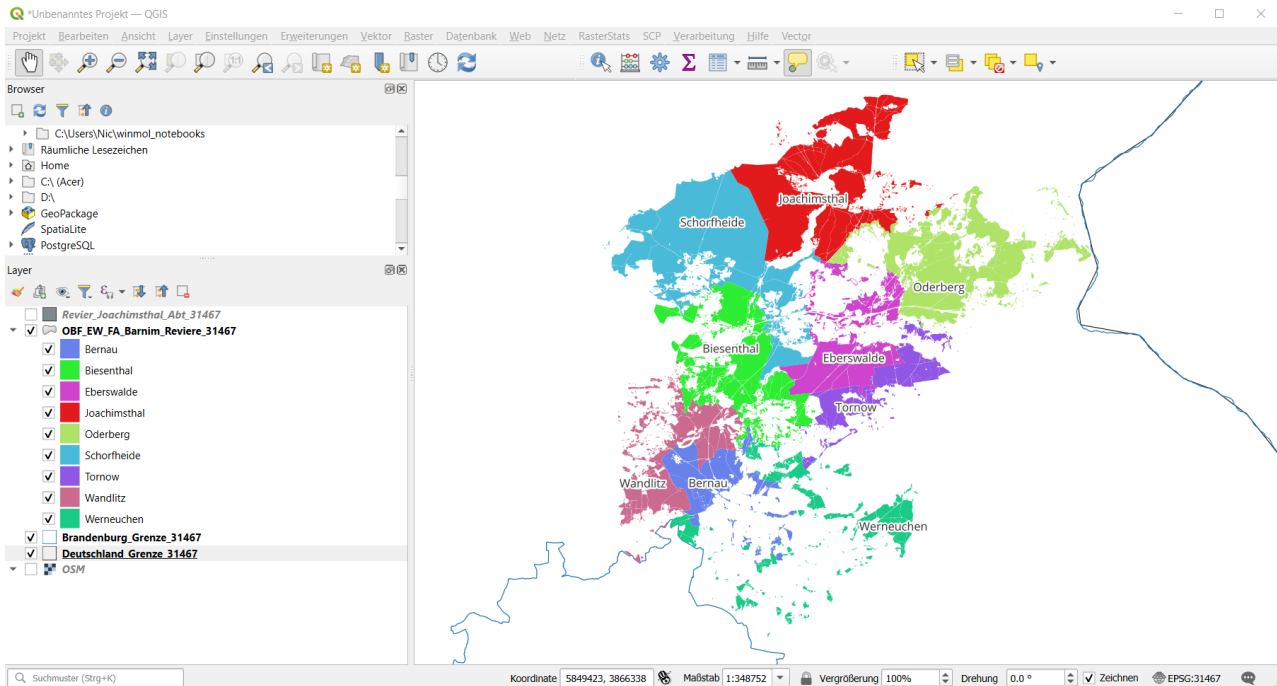 *Unbenanntes Projekt — QGIS
Projekt Bearbeiten Ansicht Layer Einstellungen Erweiterungen Vektor Raster Datenbank Web Netz RasterStats SCP Verarbeitung Hilfe Vector
Browser
C:\Users\Nic\winmol_notebooks
Räumliche Lesezeichen
Home
C:\ (Acer)
D:\
GeoPackage
SpatiaLite
PostgreSQL
Layer
Revier_Joachimsthal_Abt_31467
OBF_EW_FA_Barnim_Reviere_31467
Bernau
Biesenthal
Eberswalde
Joachimsthal
Oderberg
Schorfheide
Tornow
Wandlitz
Werneuchen
Brandenburg_Grenze_31467
Deutschland_Grenze_31467
OSM
Joachimsthal
Schorfheide
Oderberg
Biesenthal
Eberswalde
Tornow
Wandlitz
Bernau
Werneuchen
Suchmuster (Strg+K)
Koordinate 5849423, 3866338 Maßstab 1:348752 Vergrößerung 100% Drehung 0.0 ° Zeichnen EPSG:31467